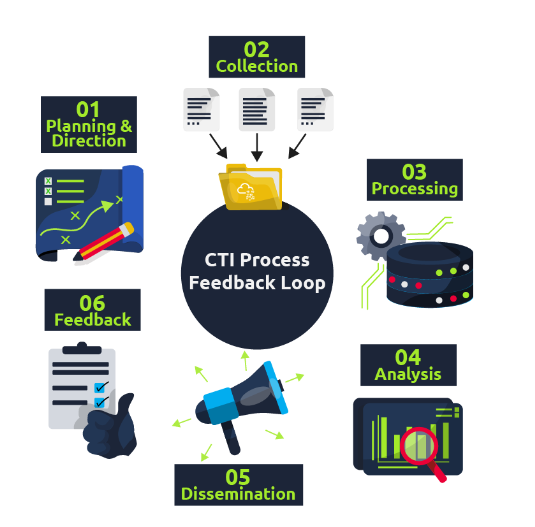 01
Planning &
Direction
02
Collection
03
Processing
CTI Process
Feedback Loop
04
Analysis
05
Dissemination
06
Feedback